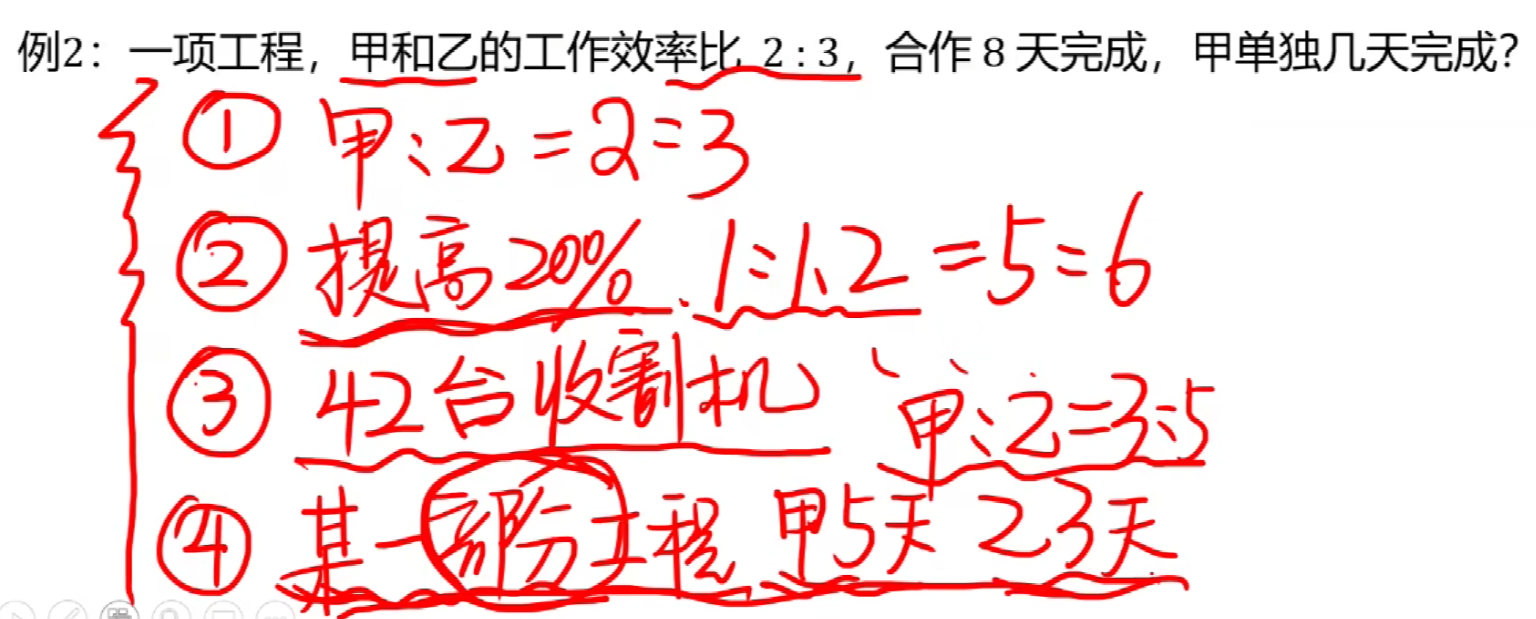 例2：一项工程，甲和乙的工作效率比 2 : 3，合作 8 天完成，甲单独几天完成？
① 甲:乙=2:3
② 提高20% 1:1.2=5:6
③ 42台收割机 甲:乙=3:5
④ 某一部分工程 甲5天 乙3天